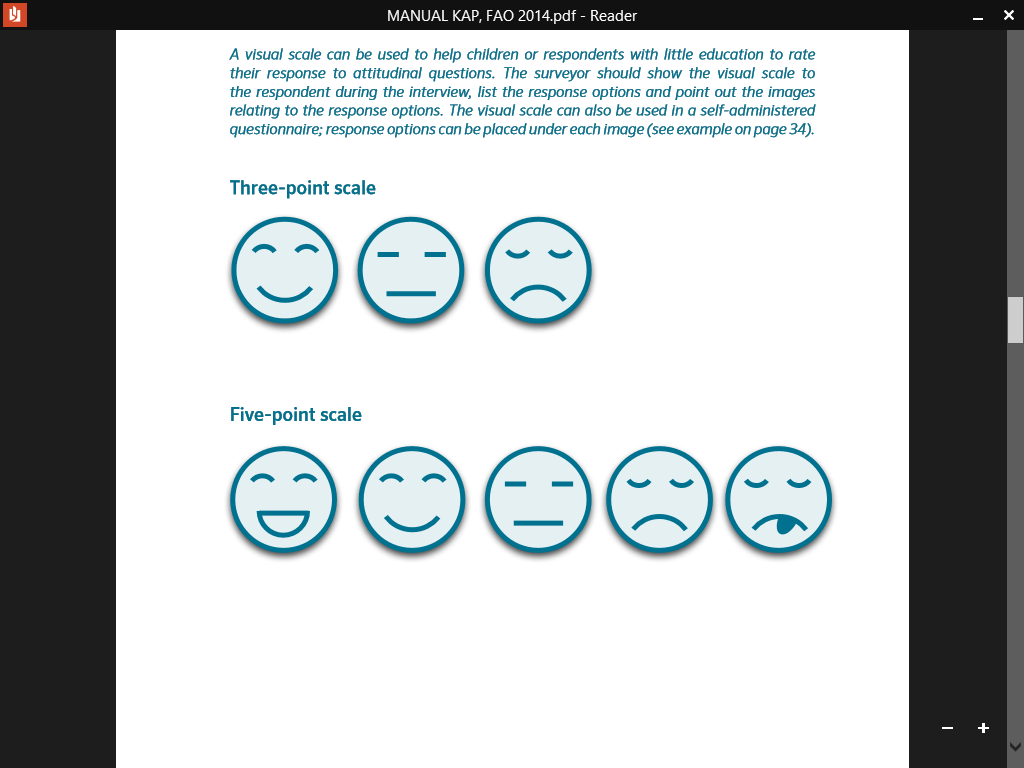 MANUAL KAP, FAO 2014.pdf - Reader
A visual scale can be used to help children or respondents with little education to rate
their response to attitudinal questions. The surveyor should show the visual scale to
the respondent during the interview, list the response options and point out the images
relating to the response options. The visual scale can also be used in a self-administered
questionnaire; response options can be placed under each image (see example on page 34).
Three-point scale
Five-point scale